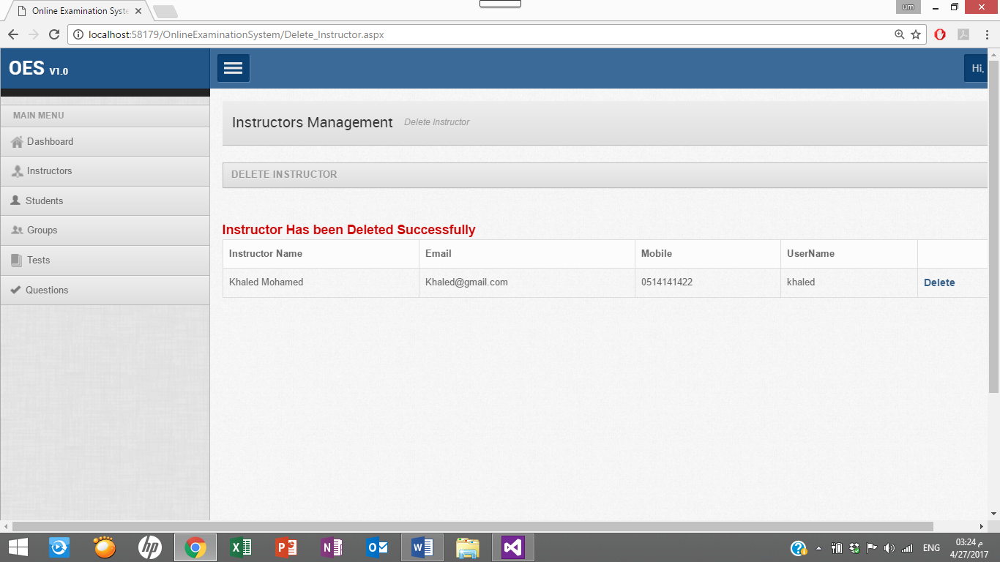 Online Examination Syste
um
localhost:58179/OnlineExaminationSystem/Delete_Instructor.aspx
OES V1.0
Hi,
MAIN MENU
Dashboard
Instructors
Students
Groups
Tests
Questions
Instructors Management Delete Instructor
DELETE INSTRUCTOR
Instructor Has been Deleted Successfully
Instructor Name Email Mobile UserName
Khaled Mohamed Khaled@gmail.com 0514141422 khaled Delete
ENG
03:24 م
4/27/2017